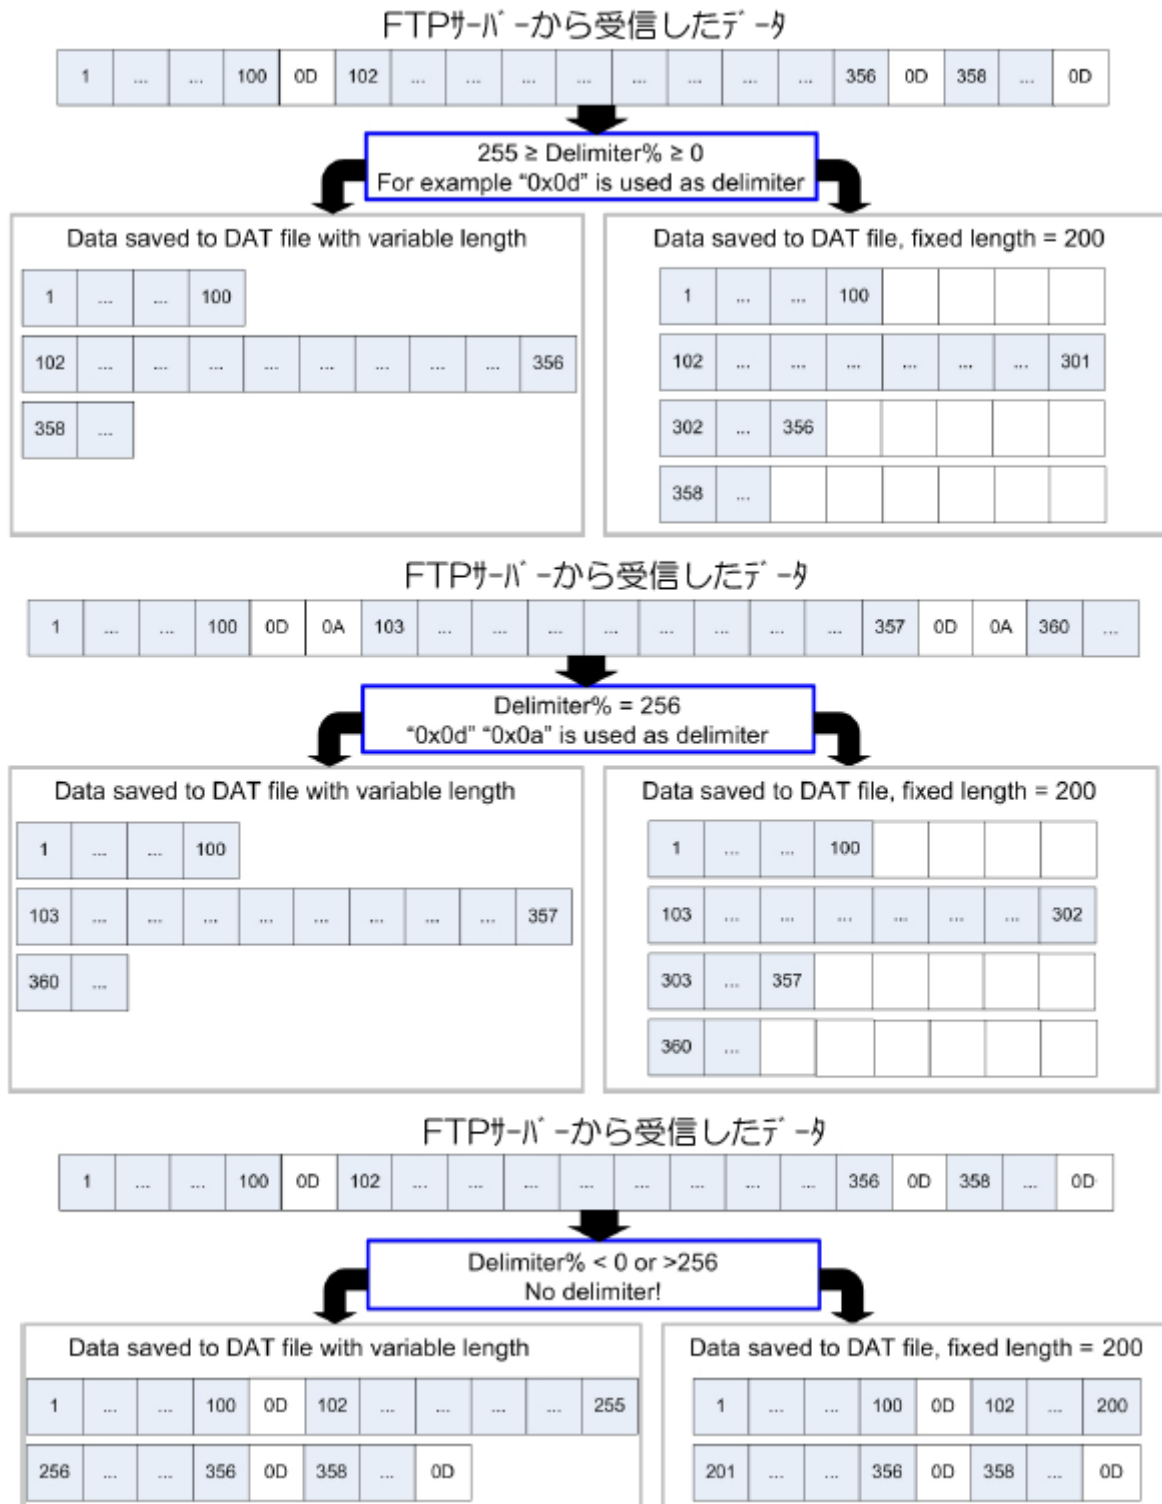 FTPｻｰﾊﾞｰから受信したﾃﾞｰﾀ
1 ... ... 100 0D 102 ... ... ... ... ... ... ... ... 356 0D 358 ... 0D
255 ≥ Delimiter% ≥ 0
For example “0x0d” is used as delimiter
Data saved to DAT file with variable length
1 ... ... 100
102 ... ... ... ... ... ... ... ... 356
358 ...
Data saved to DAT file, fixed length = 200
1 ... ... 100
102 ... ... ... ... ... ... 301
302 ... 356
358 ...
FTPｻｰﾊﾞｰから受信したﾃﾞｰﾀ
1 ... ... 100 0D 0A 103 ... ... ... ... ... ... ... ... 357 0D 0A 360 ...
Delimiter% = 256
“0x0d” “0x0a” is used as delimiter
Data saved to DAT file with variable length
1 ... ... 100
103 ... ... ... ... ... ... ... ... 357
360 ...
Data saved to DAT file, fixed length = 200
1 ... ... 100
103 ... ... ... ... ... ... 302
303 ... 357
360 ...
FTPｻｰﾊﾞｰから受信したﾃﾞｰﾀ
1 ... ... 100 0D 102 ... ... ... ... ... ... ... ... 356 0D 358 ... 0D
Delimiter% < 0 or >256
No delimiter!
Data saved to DAT file with variable length
1 ... ... 100 0D 102 ... ... ... ... 255
256 ... ... 356 0D 358 ... 0D
Data saved to DAT file, fixed length = 200
1 ... ... 100 0D 102 ... 200
201 ... ... 356 0D 358 ... 0D